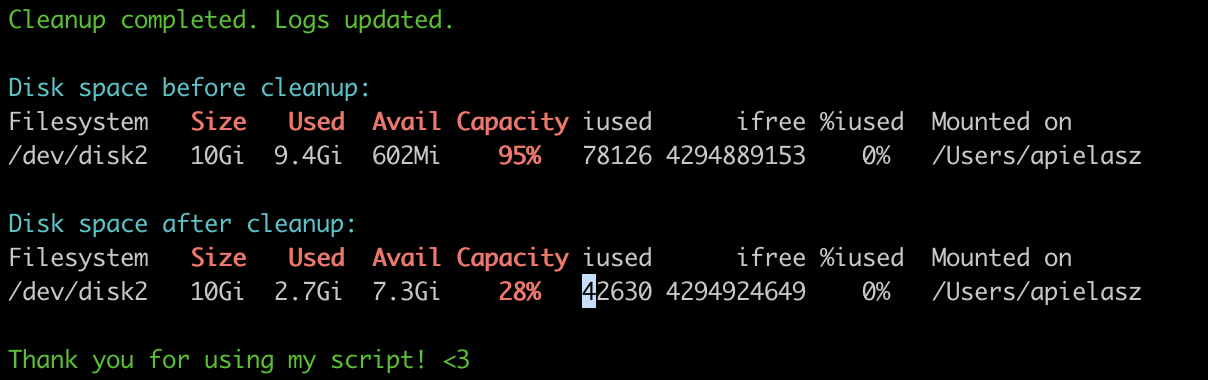 Cleanup completed. Logs updated.
Disk space before cleanup:
Filesystem Size Used Avail Capacity iused ifree %iused Mounted on
/dev/disk2 10Gi 9.4Gi 602Mi 95% 78126 4294889153 0% /Users/apielasz
Disk space after cleanup:
Filesystem Size Used Avail Capacity iused ifree %iused Mounted on
/dev/disk2 10Gi 2.7Gi 7.3Gi 28% 42630 4294924649 0% /Users/apielasz
Thank you for using my script! <3